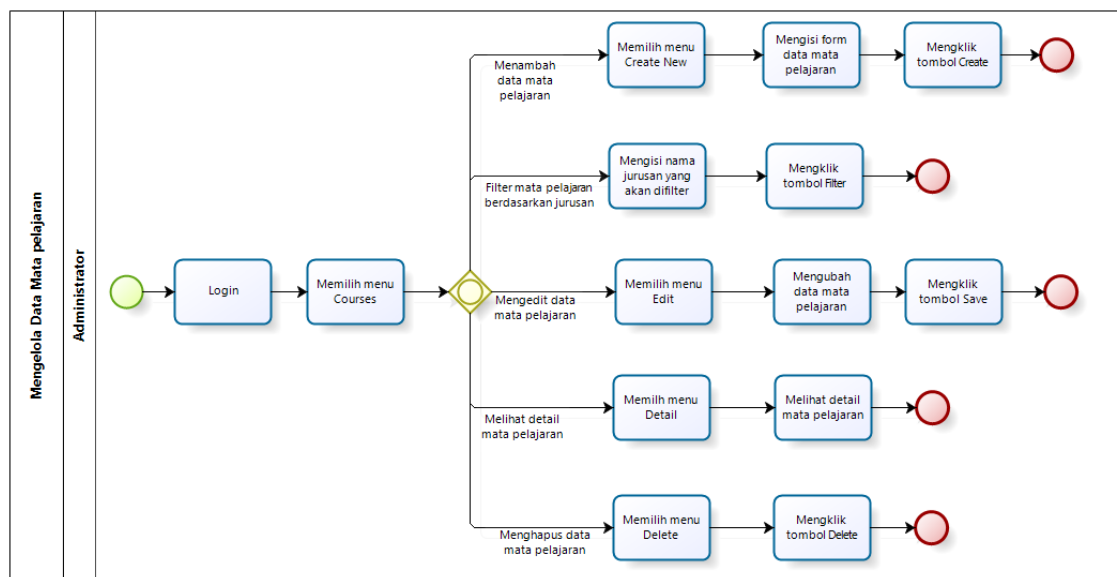 Mengelola Data Mata pelajaran
Administrator
Login
Memilih menu
Courses
Menambah
data mata
pelajaran
Memilih menu
Create New
Mengisi form
data mata
pelajaran
Mengklik
tombol Create
Filter mata pelajaran
berdasarkan jurusan
Mengisi nama
jurusan yang
akan difilter
Mengklik
tombol Filter
Mengedit data
mata pelajaran
Memilih menu
Edit
Mengubah
data mata
pelajaran
Mengklik
tombol Save
Melihat detail
mata pelajaran
Memilh menu
Detail
Melihat detail
mata pelajaran
Menghapus data
mata pelajaran
Memilih menu
Delete
Mengklik
tombol Delete